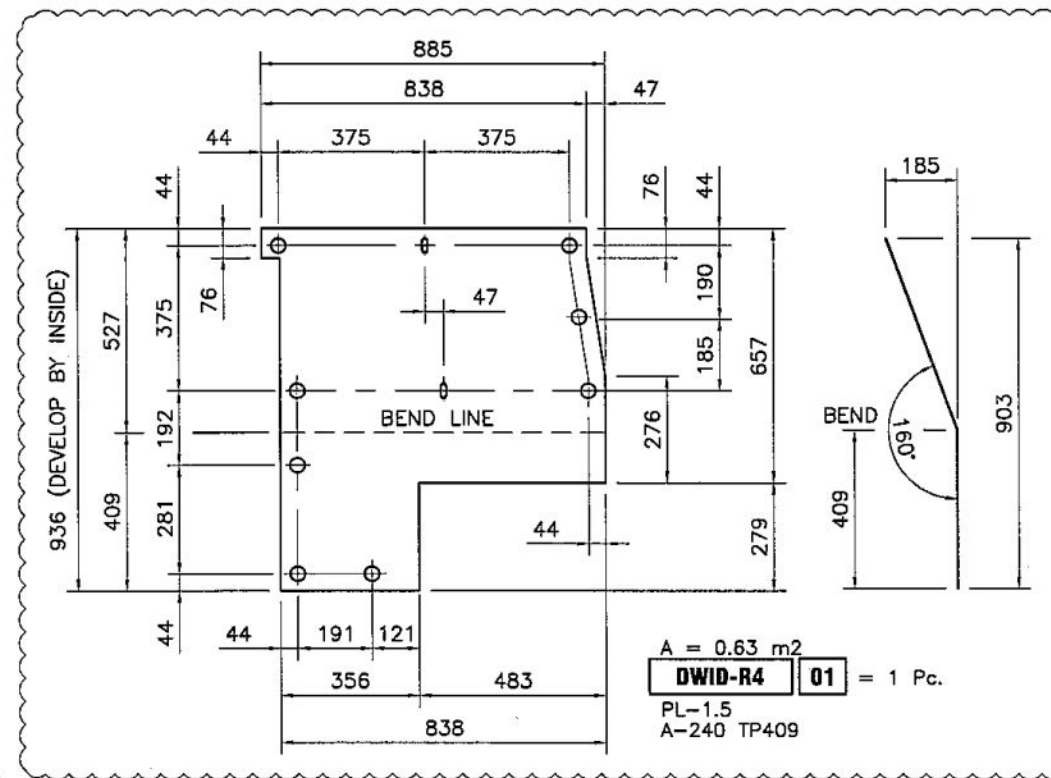 885
838 47
44 375 375
44 76 76 44
936 (DEVELOP BY INSIDE)
527
375
47
190
185
657
192
BEND LINE
276
409
281
44
279
44
44 191 121
356 483
838
185
BEND
160°
903
409
A = 0.63 m2
DWID-R4 01 = 1 Pc.
PL-1.5
A-240 TP409